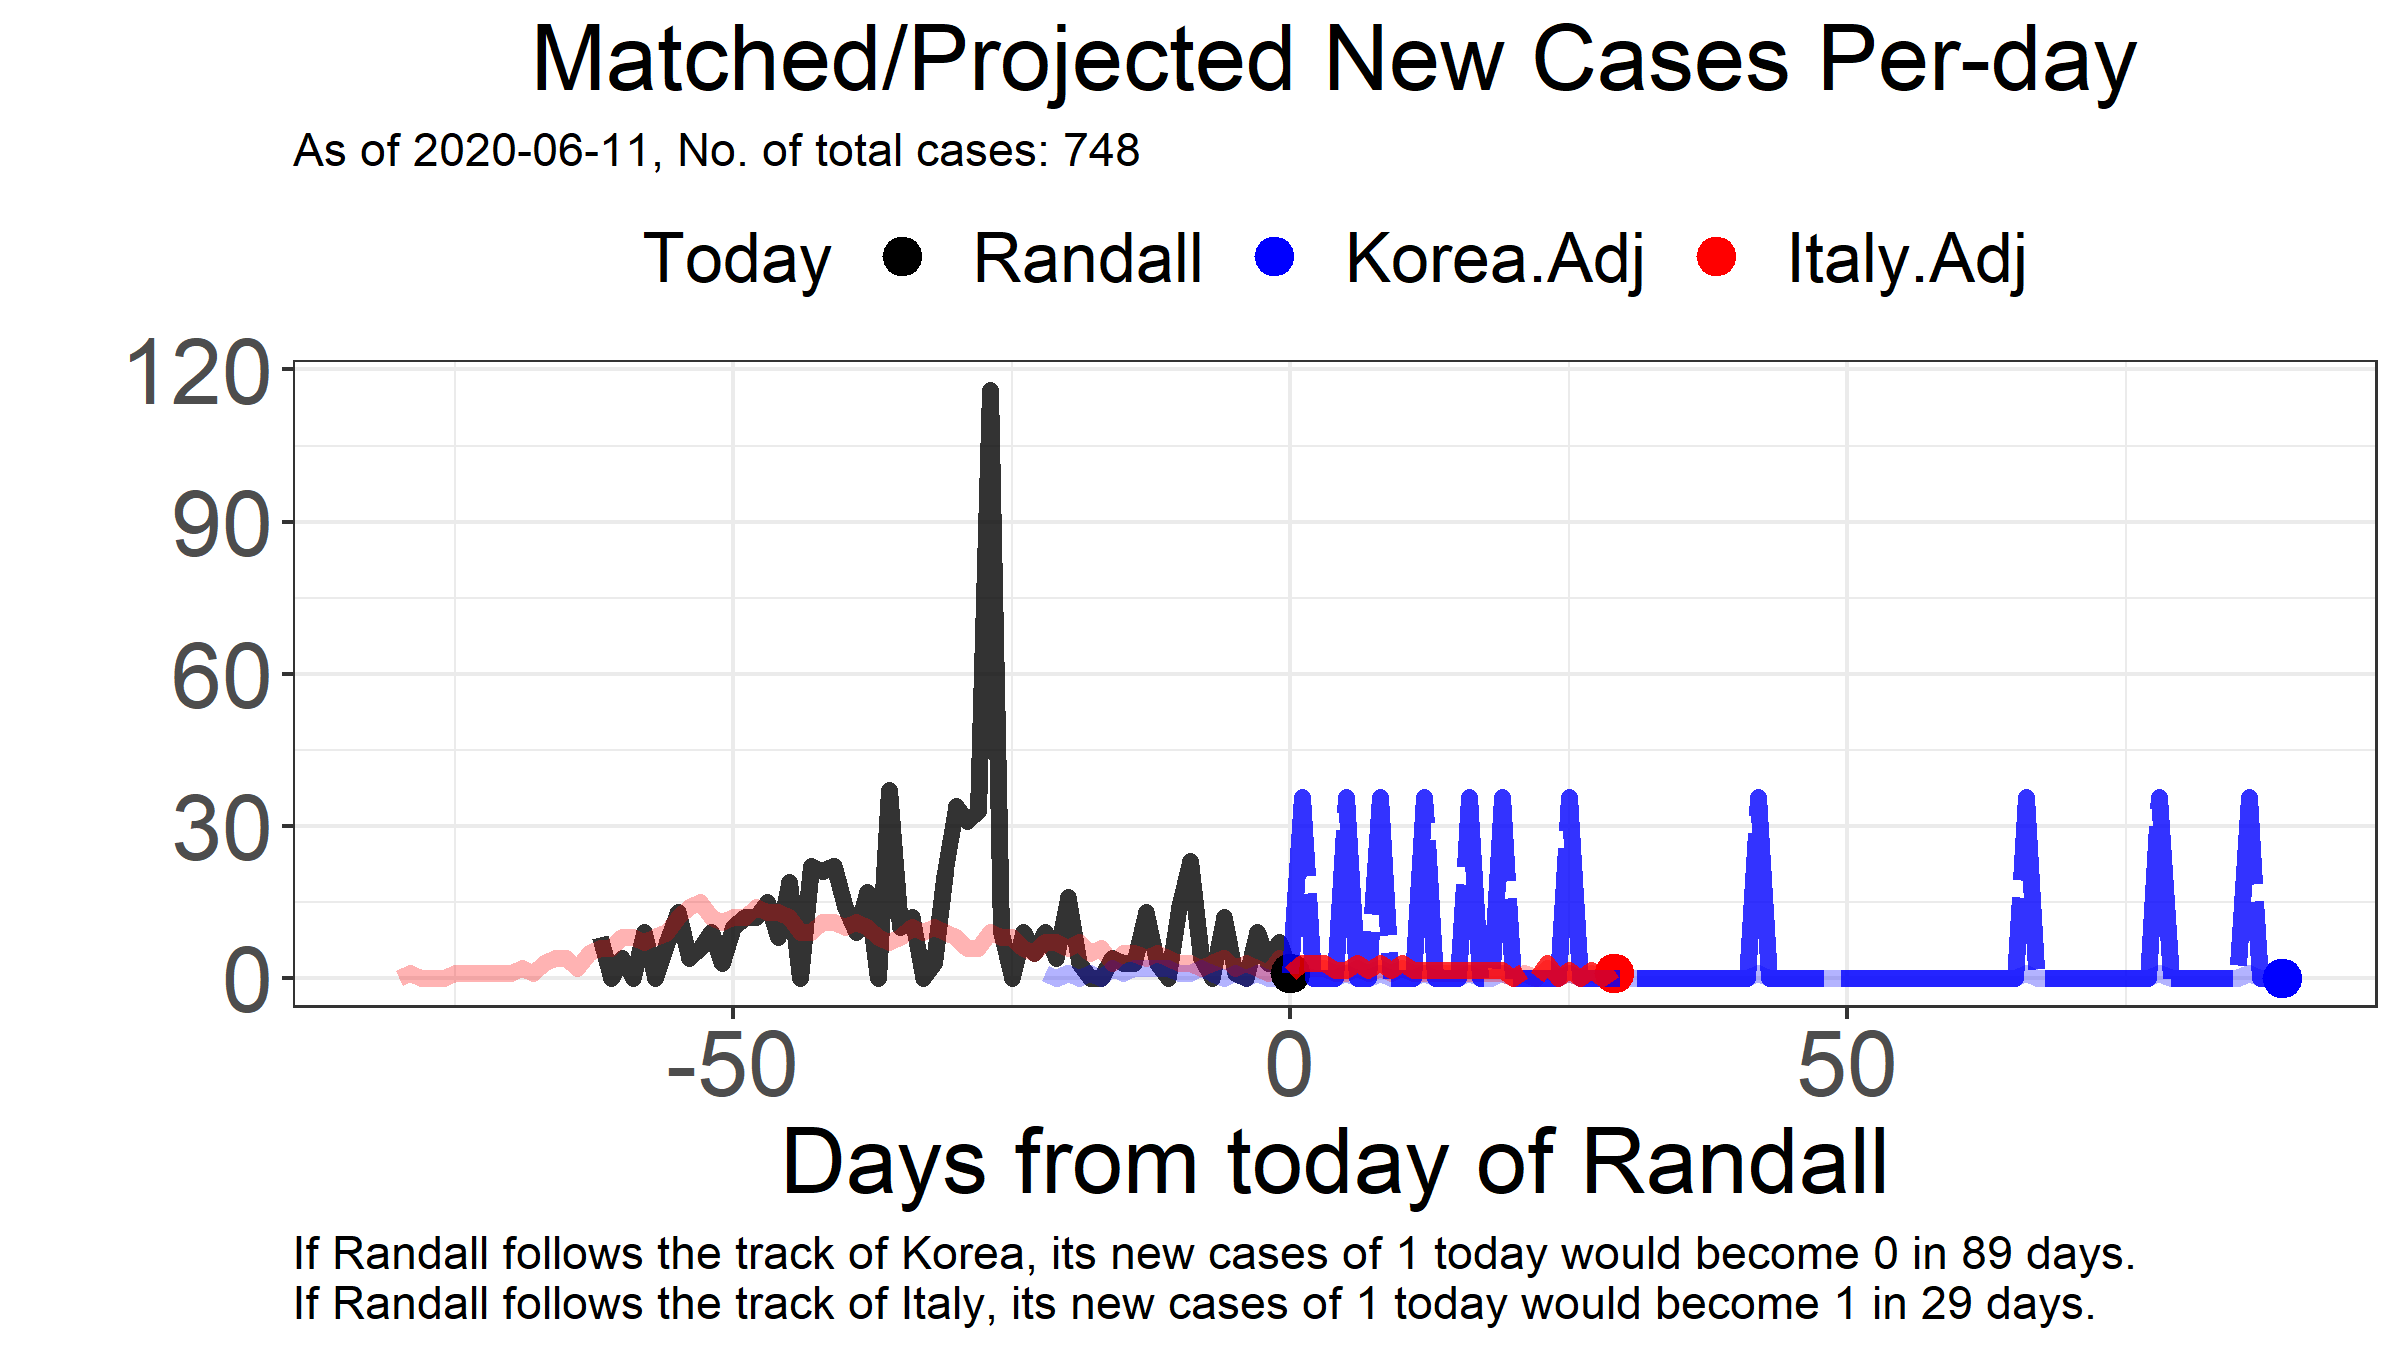 Matched/Projected New Cases Per-day
As of 2020-06-11, No. of total cases: 748
Today Randall Korea.Adj Italy.Adj
120
90
60
30
0
-50 0 50
Days from today of Randall
If Randall follows the track of Korea, its new cases of 1 today would become 0 in 89 days.
If Randall follows the track of Italy, its new cases of 1 today would become 1 in 29 days.